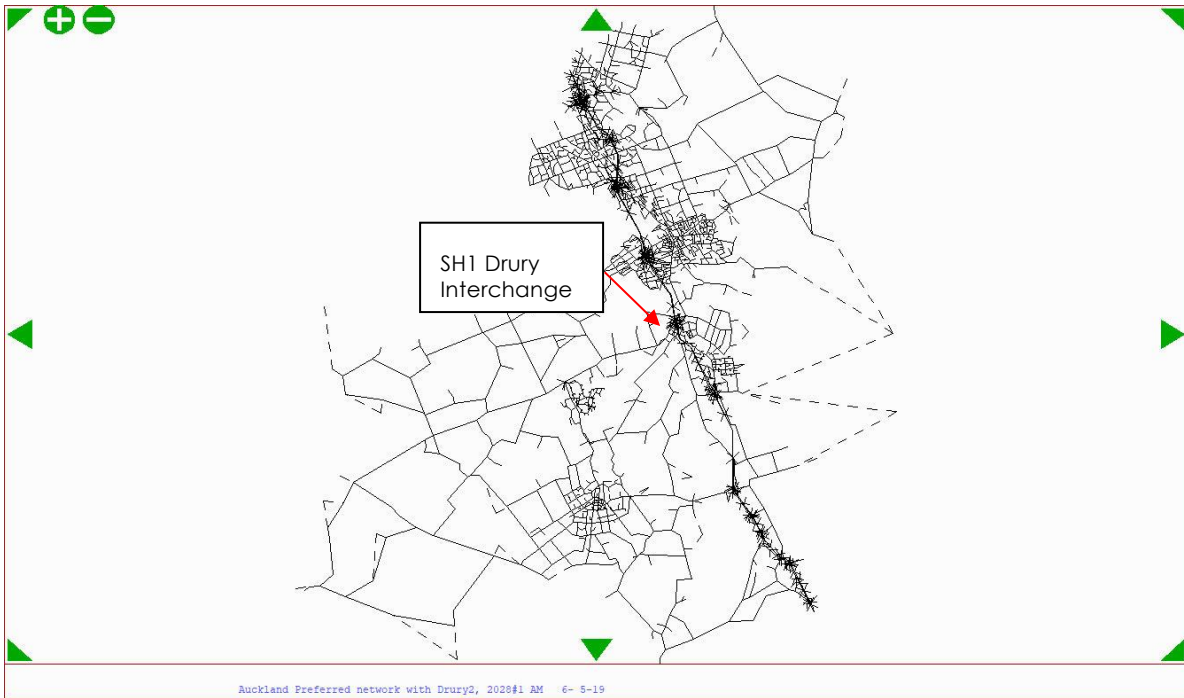 SH1 Drury
Interchange
Auckland Preferred network with Drury2, 2028#1 AM 6- 5-19